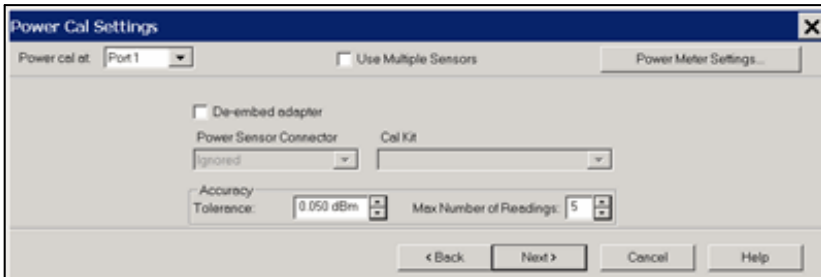 Power Cal Settings
Power cal at: Port 1 Use Multiple Sensors Power Meter Settings...
De-embed adapter
Power Sensor Connector Cal Kit
Ignored
Accuracy
Tolerance: 0.050 dBm Max Number of Readings: 5
< Back Next > Cancel Help